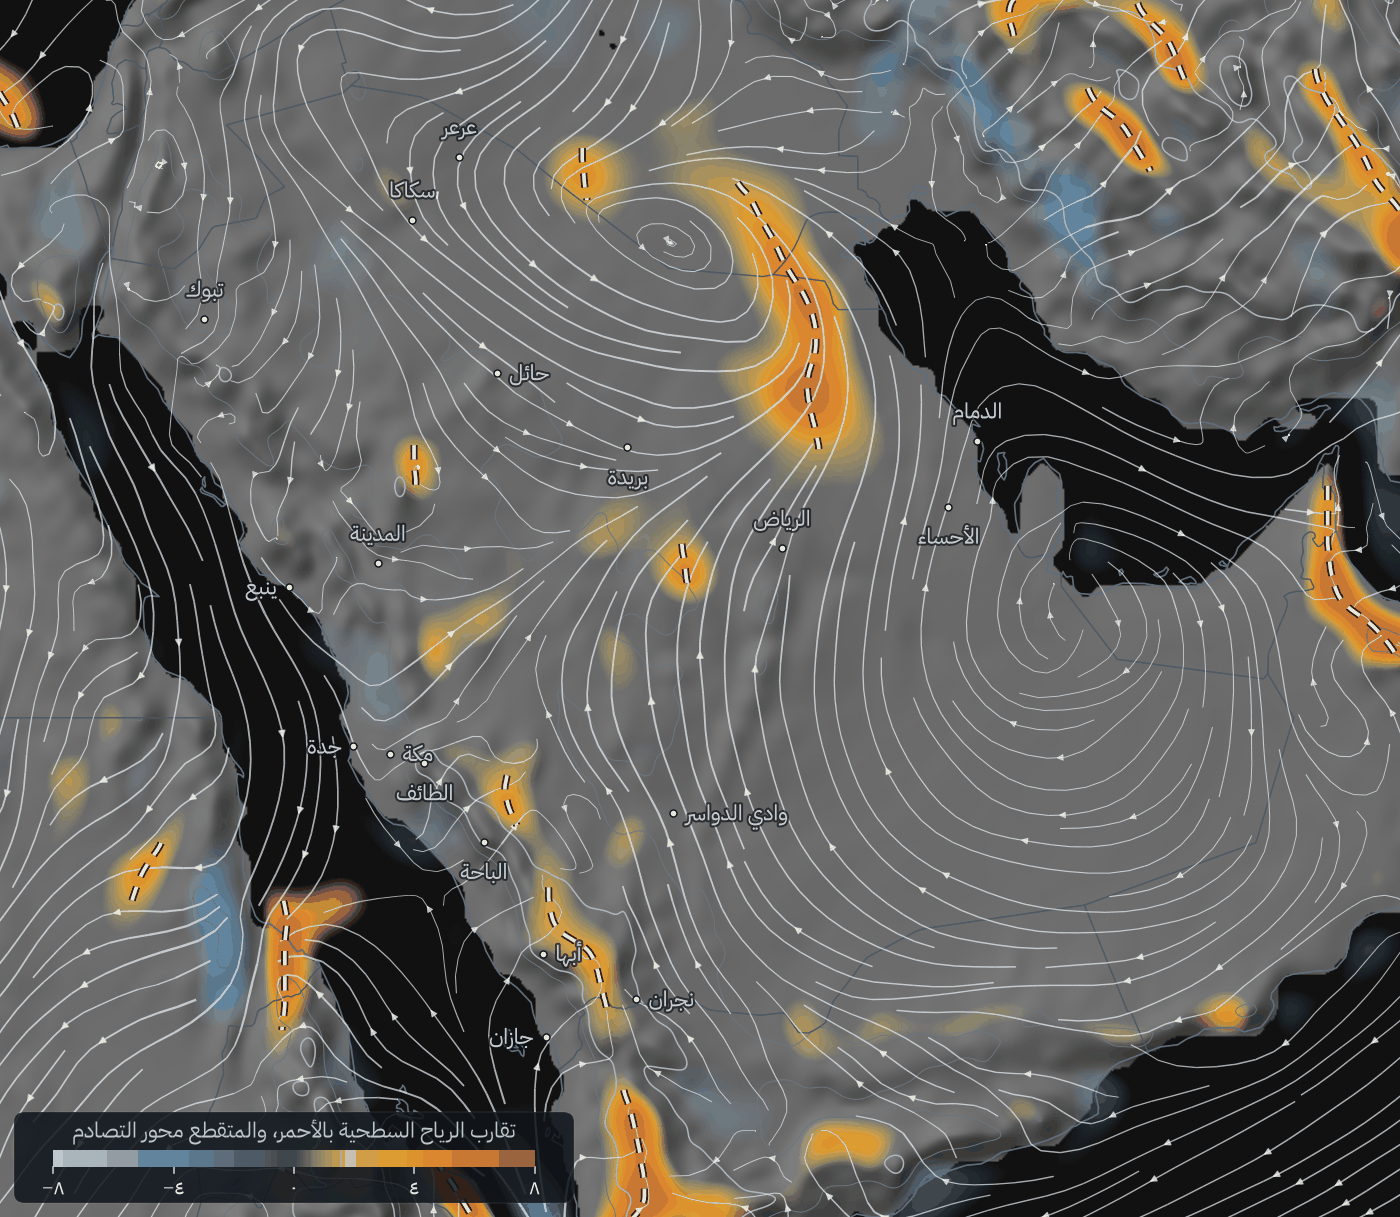 عرعر
سكاكا
تبوك
حائل
الدمام
بريدة
الرياض
الأحساء
المدينة
ينبع
جدة
مكة
الطائف
وادي الدواسر
الباحة
أبها
نجران
جازان
تقارب الرياح السطحية بالأحمر، والمتقطع محور التصادم
−٨ −٤ ٠ ٤ ٨